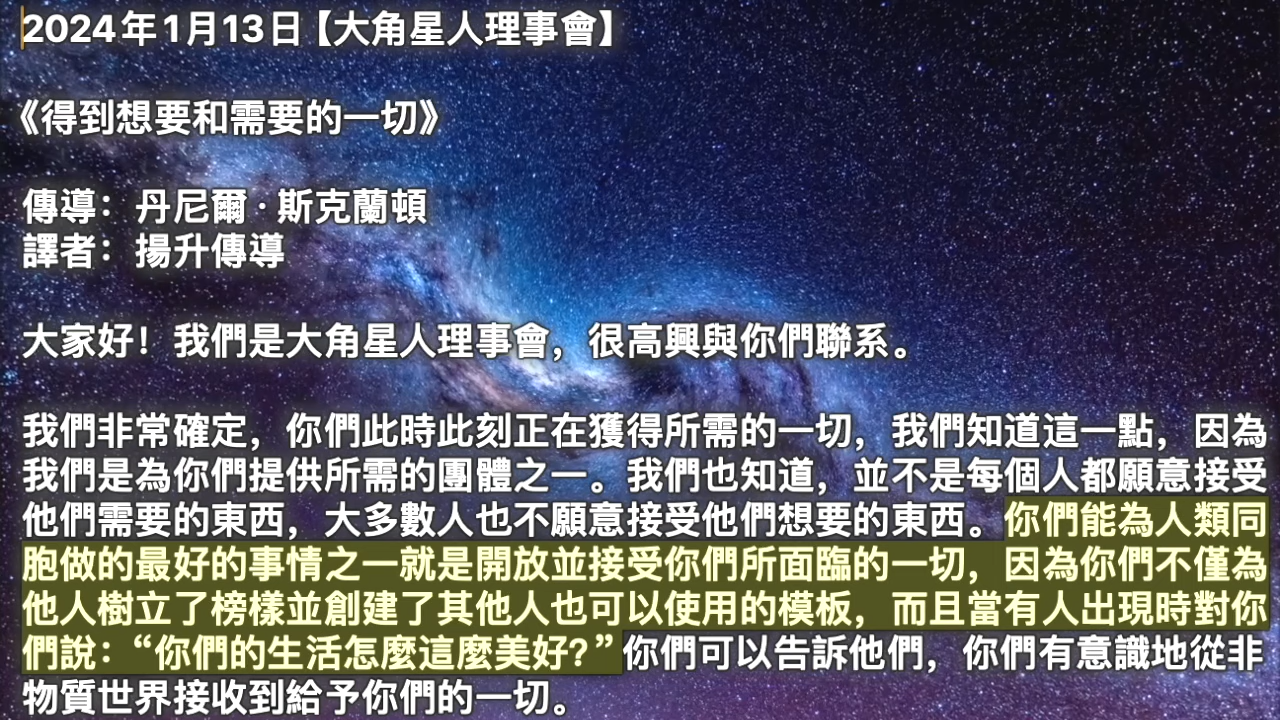 2024年1月13日【大角星人理事會】
《得到想要和需要的一切》
傳導：丹尼爾·斯克蘭頓
譯者：揚升傳導
大家好！我們是大角星人理事會，很高興與你們聯系。
我們非常確定，你們此時此刻正在獲得所需的一切，我們知道這一點，因為
我們是為你們提供所需的團體之一。我們也知道，並不是每個人都願意接受
他們需要的東西，大多數人也不願意接受他們想要的東西。你們能為人類同
胞做的最好的事情之一就是開放並接受你們所面臨的一切，因為你們不僅為
他人樹立了榜樣並創建了其他人也可以使用的模板，而且當有人出現時對你
們說：“你們的生活怎麼這麼美好？”你們可以告訴他們，你們有意識地從非
物質世界接收到給予你們的一切。